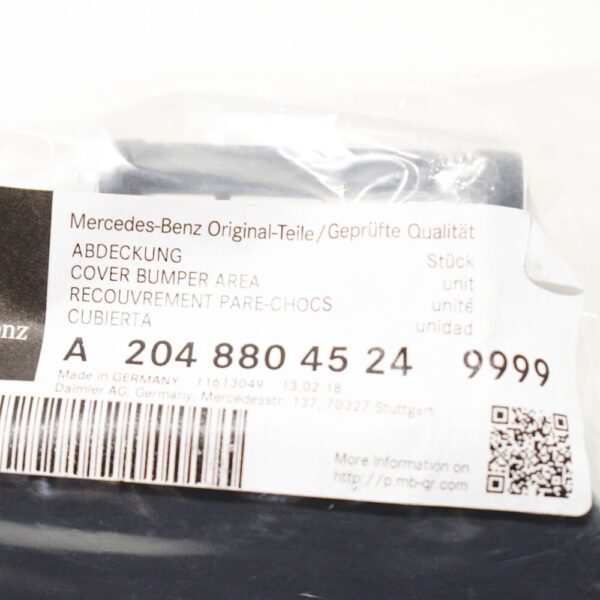 Mercedes-Benz Original-Teile/Geprüfte Qualität
ABDECKUNG Stück
COVER BUMPER AREA unit
RECOUVREMENT PARE-CHOCS unité
CUBIERTA unidad
enz
A 204 880 45 24 9999
Made in GERMANY 11613049 13.02.18
Daimler AG, Germany, Mercedesstr. 137, 70327 Stuttgart
More information on
http://p.mb-qr.com